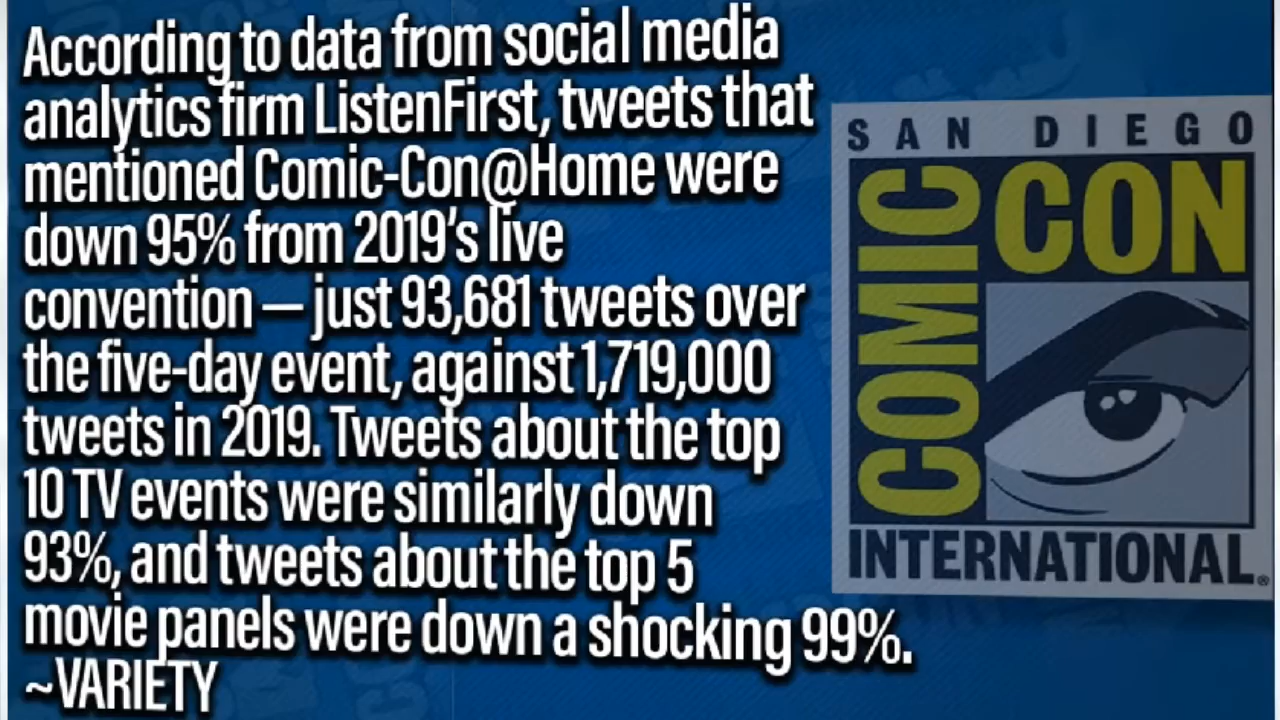 According to data from social media
analytics firm ListenFirst, tweets that
mentioned Comic-Con@Home were
down 95% from 2019's live
convention — just 93,681 tweets over
the five-day event, against 1,719,000
tweets in 2019. Tweets about the top
10 TV events were similarly down
93%, and tweets about the top 5
movie panels were down a shocking 99%.
~VARIETY
SAN DIEGO
COMIC
CON
INTERNATIONAL®